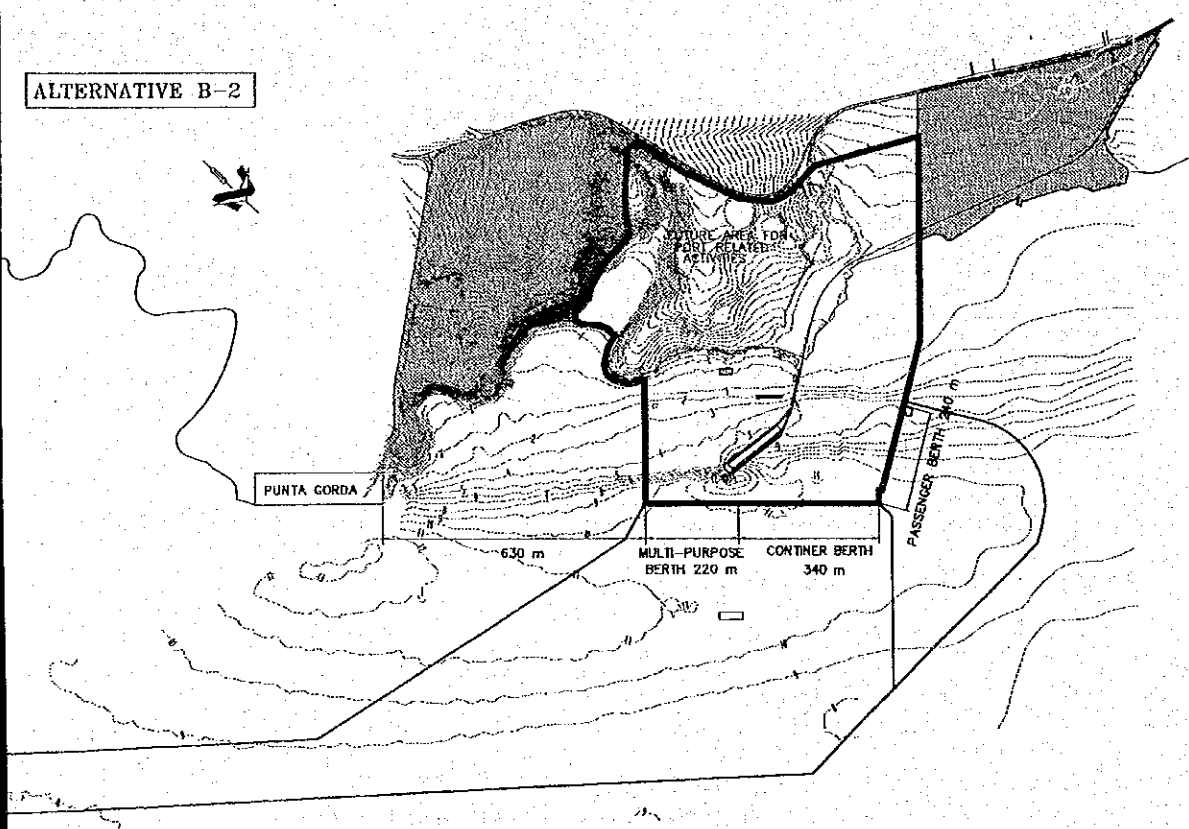 ALTERNATIVE B-2
FUTURE AREA FOR
PORT RELATED
ACTIVITIES
PUNTA GORDA
630 m
MULTI-PURPOSE
BERTH 220 m
CONTINER BERTH
340 m
PASSENGER BERTH 240 m